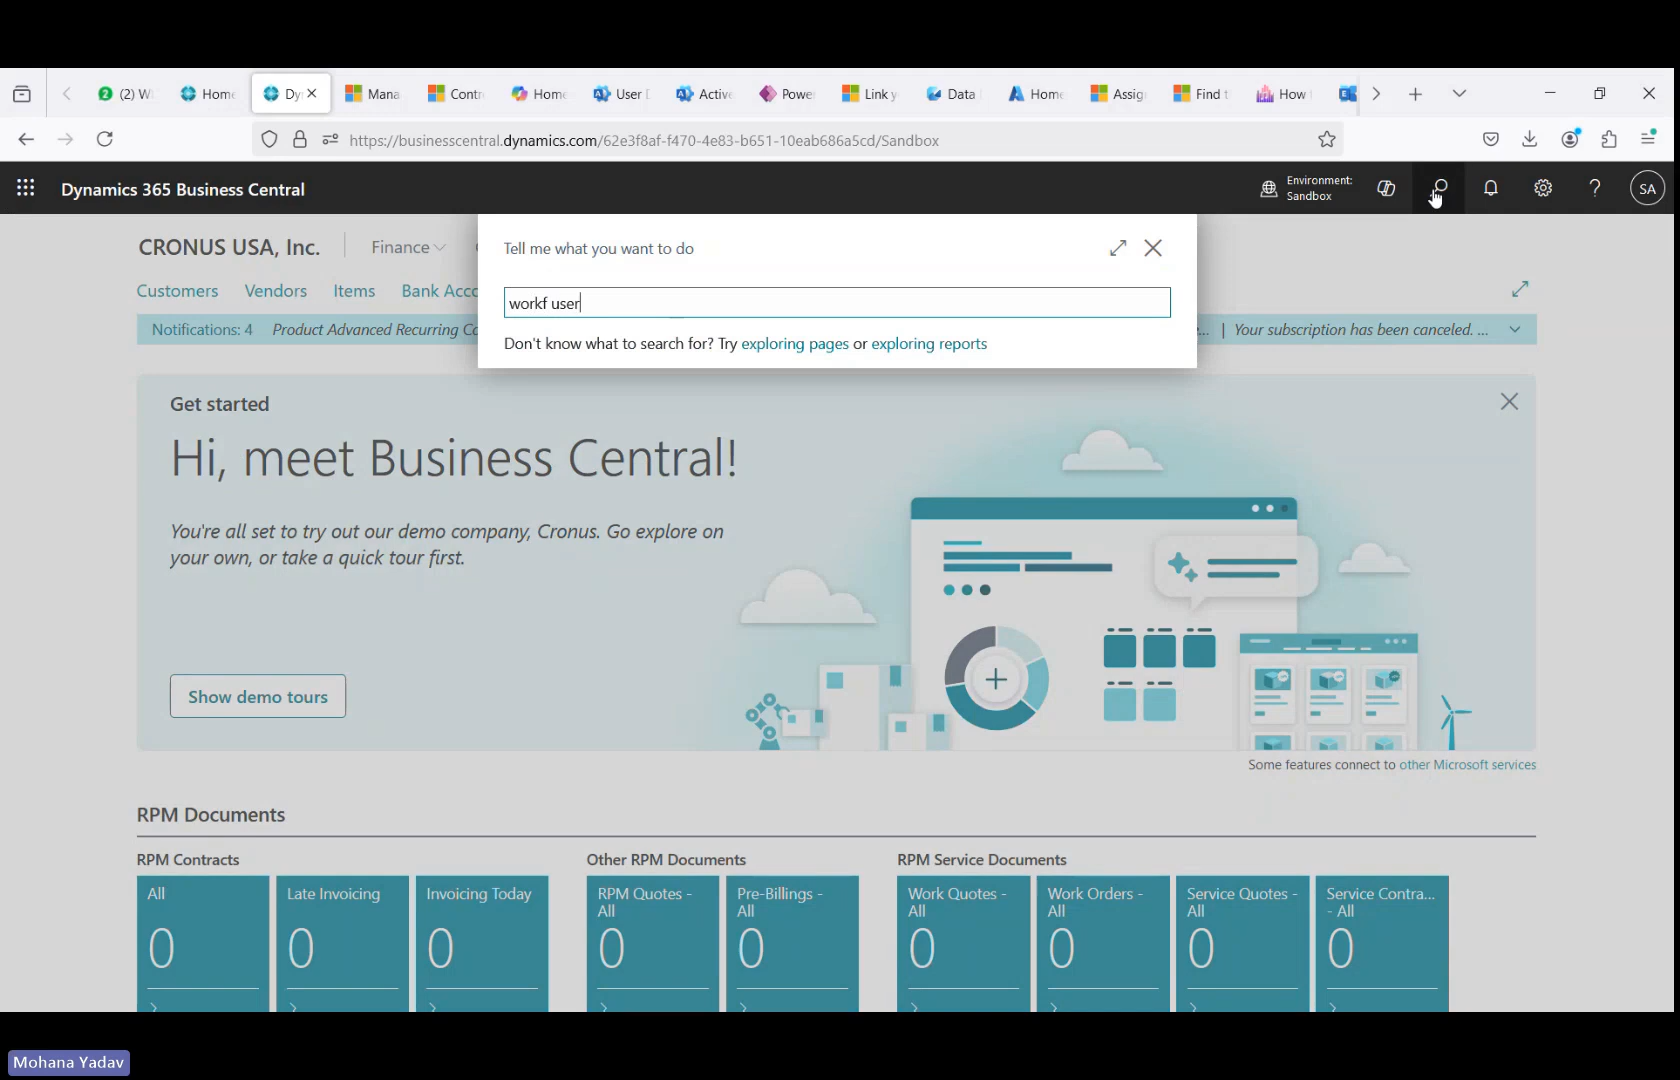 (2) W
Home
Dy
Mana
Contr
Home
User D
Active
Power
Link y
Data
Home
Assig
Find t
How
https://businesscentral.dynamics.com/62e3f8af-f470-4e83-b651-10eab686a5cd/Sandbox
Dynamics 365 Business Central
Environment:
Sandbox
?
SA
CRONUS USA, Inc.
Finance
Tell me what you want to do
workf user
Don't know what to search for? Try exploring pages or exploring reports
Customers
Vendors
Items
Bank Acco
Notifications: 4
Product Advanced Recurring Co
... | Your subscription has been canceled. ...
Get started
Hi, meet Business Central!
You're all set to try out our demo company, Cronus. Go explore on
your own, or take a quick tour first.
Show demo tours
Some features connect to other Microsoft services
RPM Documents
RPM Contracts
All
0
Late Invoicing
0
Invoicing Today
0
Other RPM Documents
RPM Quotes -
All
0
Pre-Billings -
All
0
RPM Service Documents
Work Quotes -
All
0
Work Orders -
All
0
Service Quotes -
All
0
Service Contra...
- All
0
Mohana Yadav